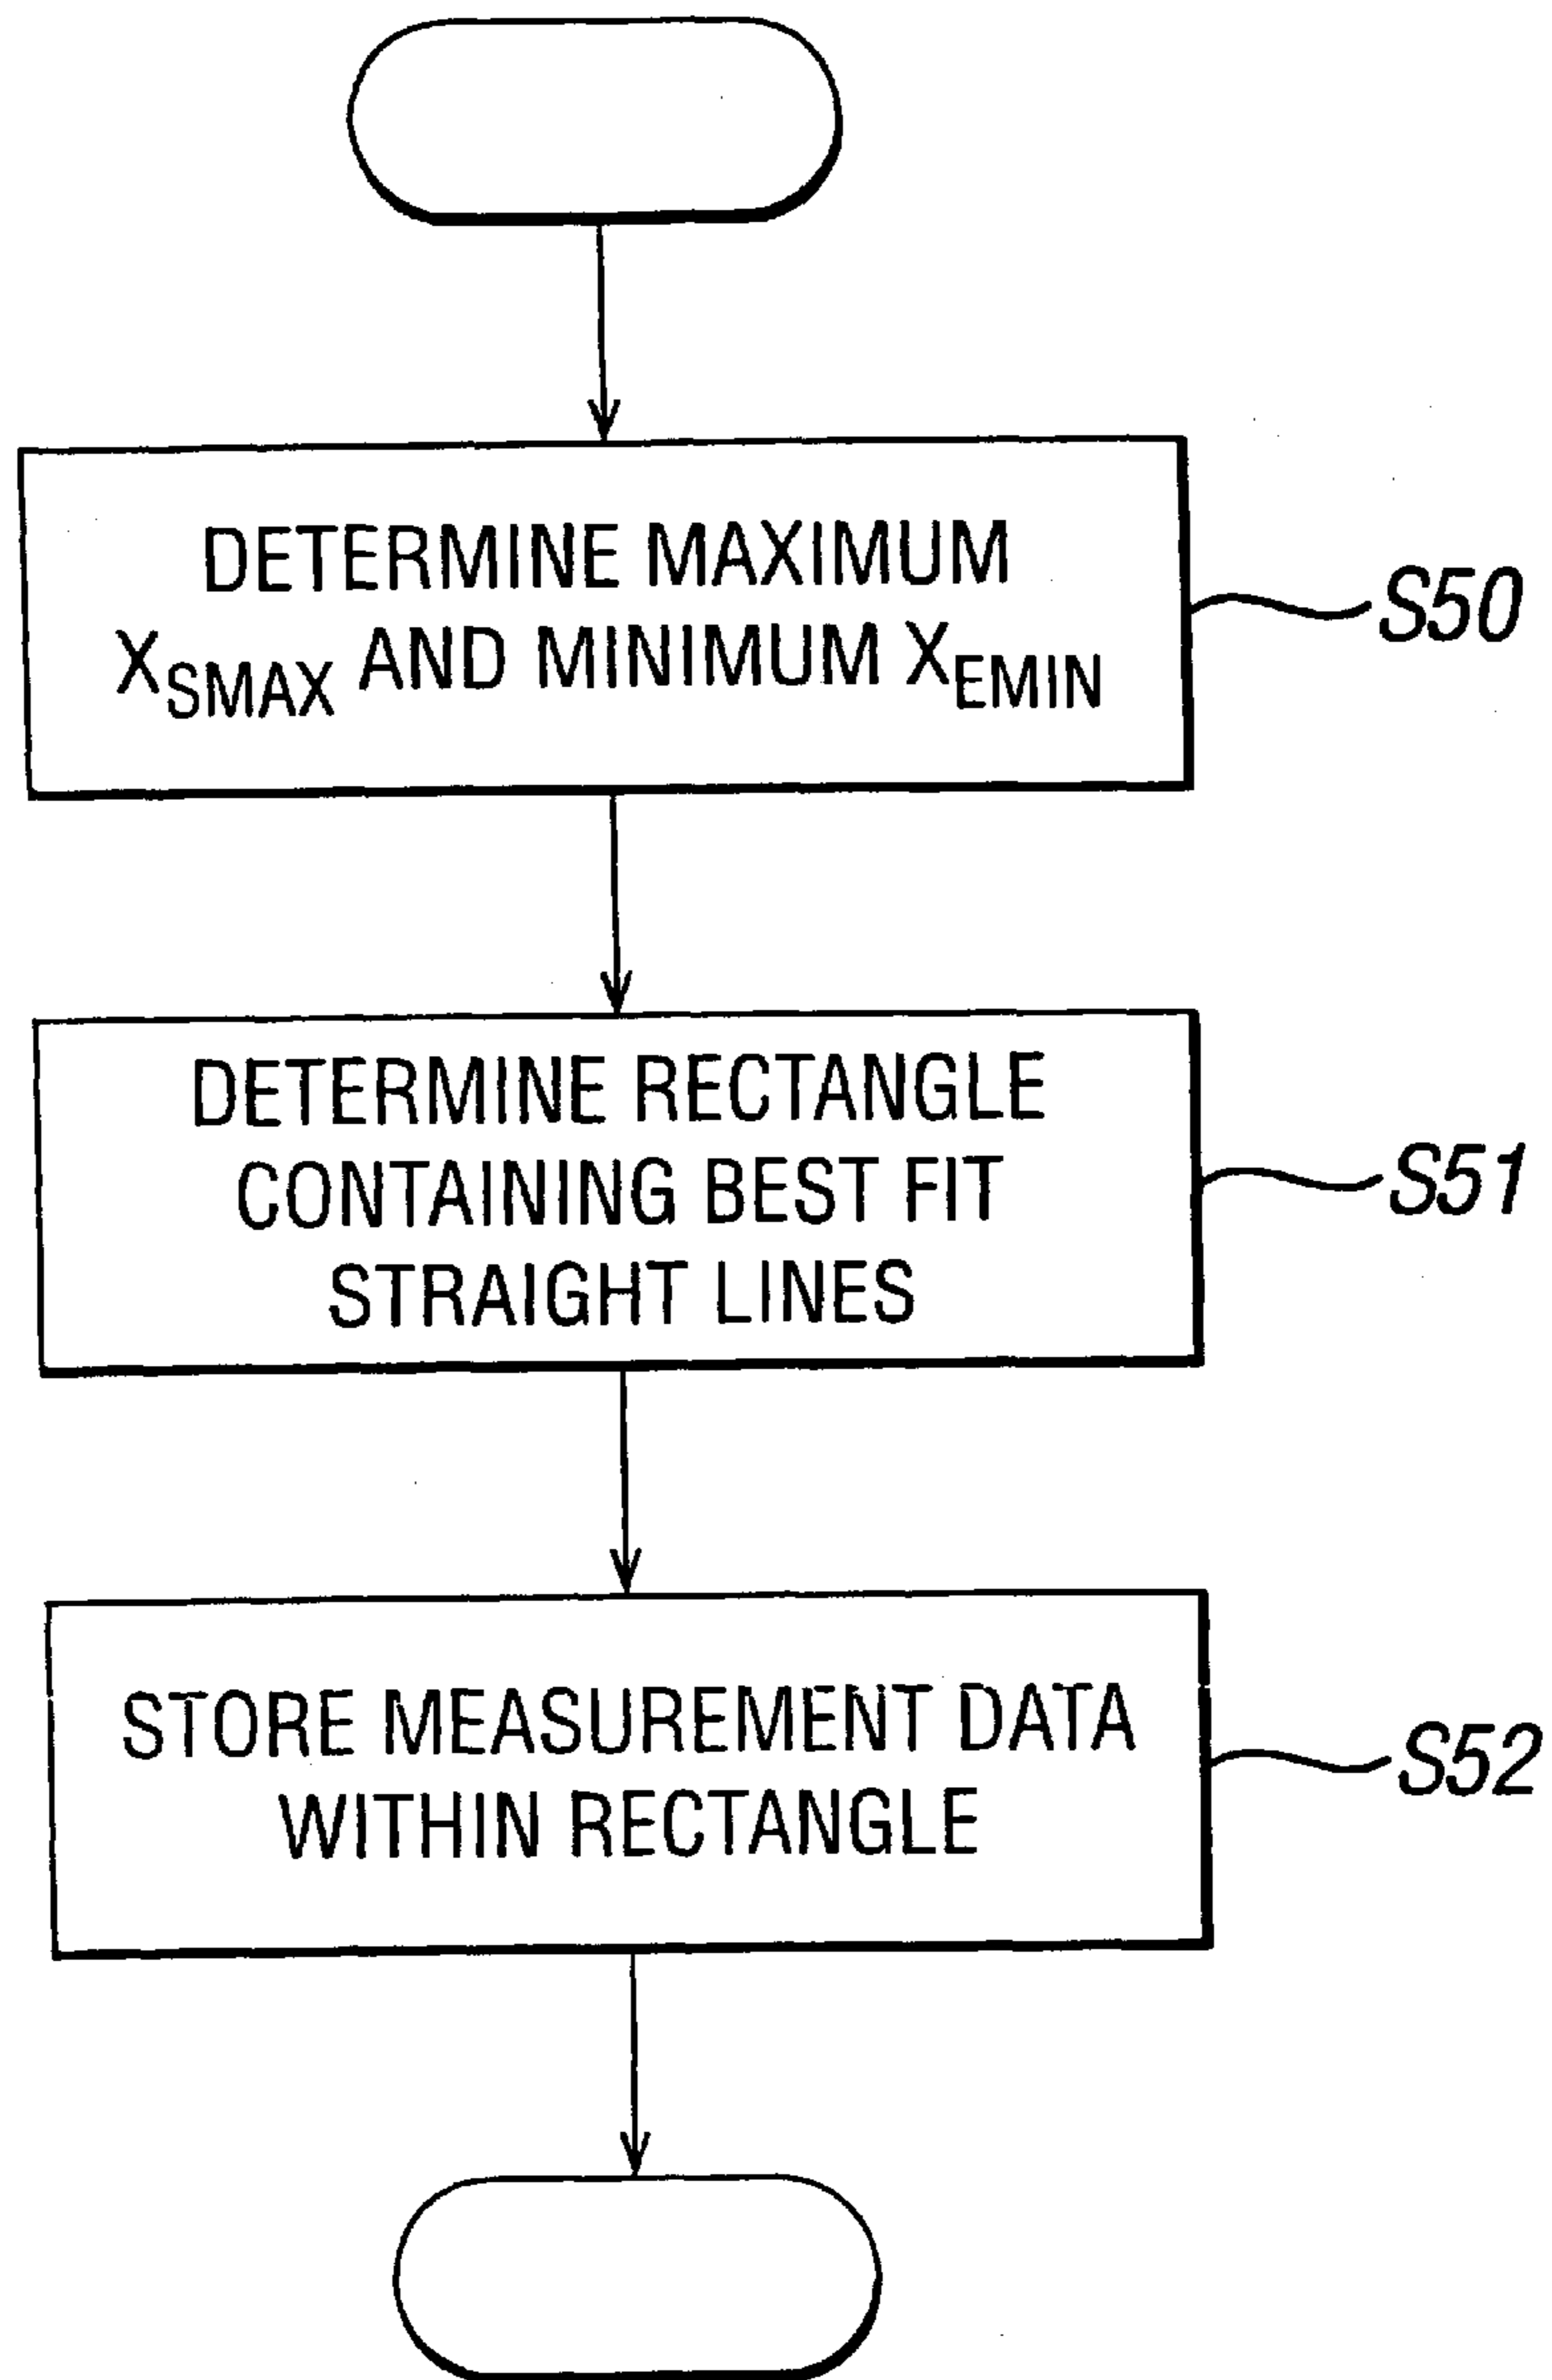 DETERMINE MAXIMUM
XSMAX AND MINIMUM XEMIN
S50
DETERMINE RECTANGLE
CONTAINING BEST FIT
STRAIGHT LINES
S51
STORE MEASUREMENT DATA
WITHIN RECTANGLE
S52